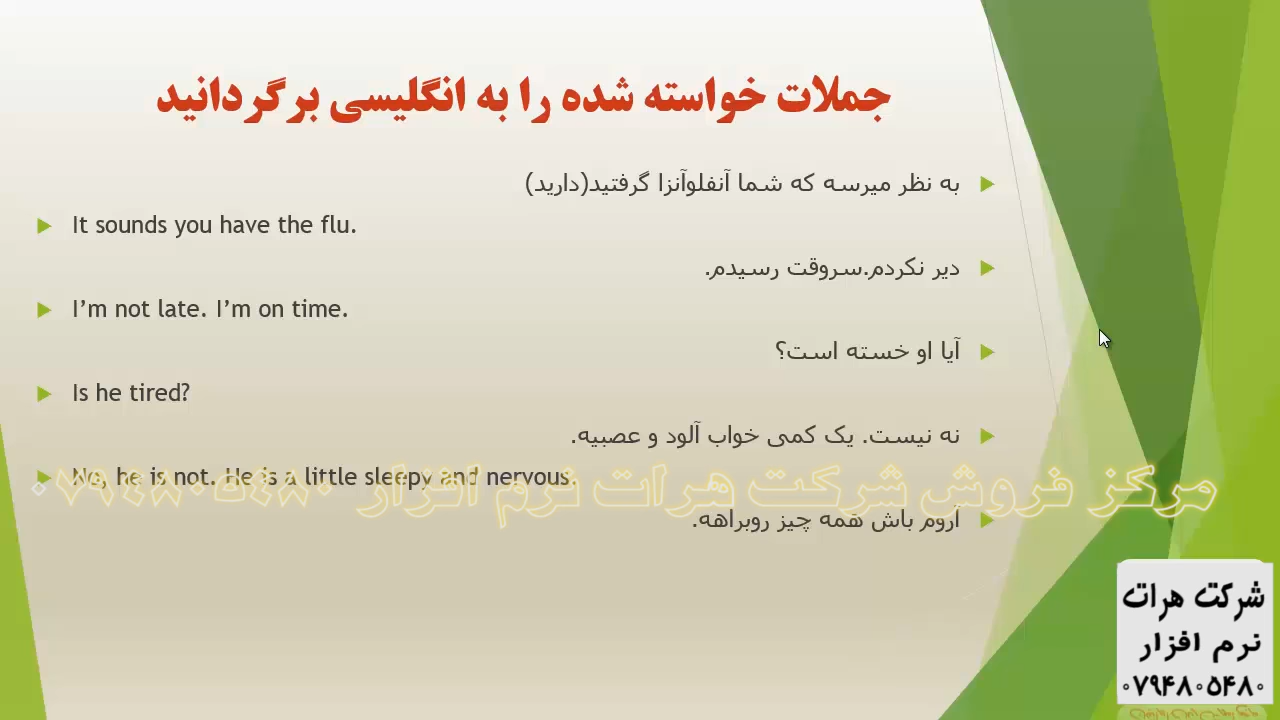 جملات خواسته شده را به انگلیسی برگردانید
به نظر میرسه که شما آنفلوآنزا گرفتید(دارید)
It sounds you have the flu.
دیر نکردم.سروقت رسیدم.
I’m not late. I’m on time.
آیا او خسته است؟
Is he tired?
نه نیست. یک کمی خواب آلود و عصبیه.
No, he is not. He is a little sleepy and nervous.
مرکز فروش شرکت هرات نرم افزار ۰۷۹۴۸۰۵۴۸۰
آروم باش همه چیز روبراهه.
شرکت هرات
نرم افزار
۰۷۹۴۸۰۵۴۸۰